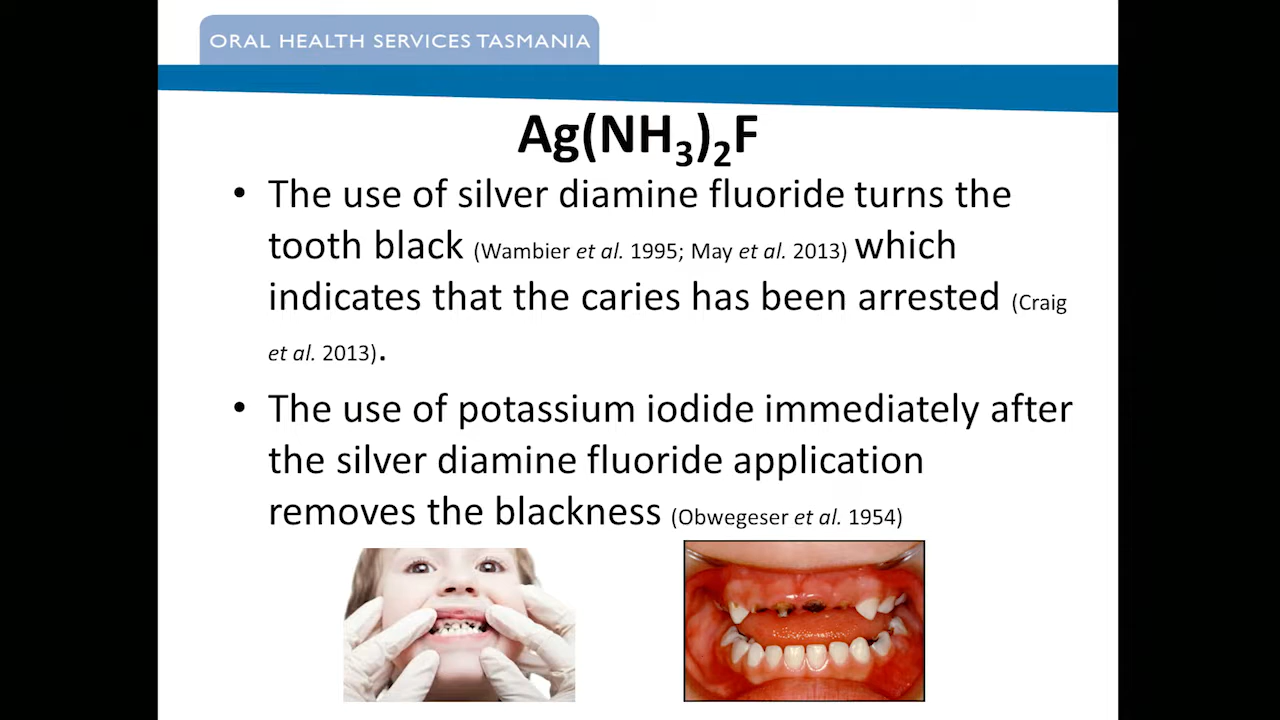 ORAL HEALTH SERVICES TASMANIA
Ag(NH₃)₂F
• The use of silver diamine fluoride turns the
tooth black (Wambier et al. 1995; May et al. 2013) which
indicates that the caries has been arrested (Craig
et al. 2013).
• The use of potassium iodide immediately after
the silver diamine fluoride application
removes the blackness (Obwegeser et al. 1954)